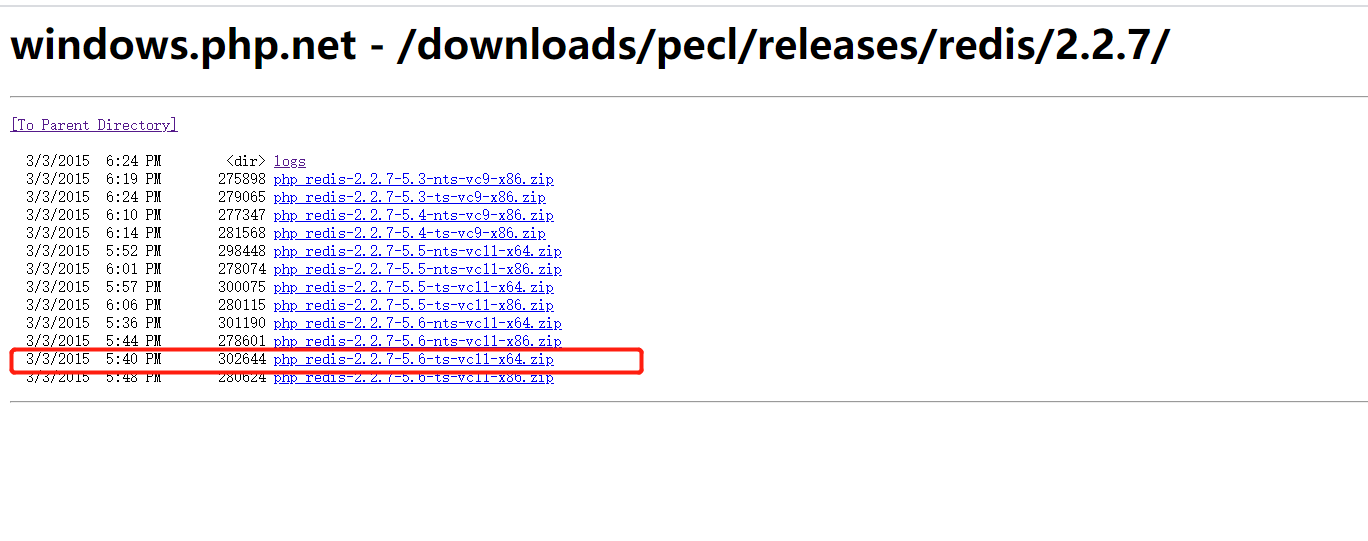 windows.php.net - /downloads/pecl/releases/redis/2.2.7/
[To Parent Directory]
3/3/2015 6:24 PM <dir> logs
3/3/2015 6:19 PM 275898 php_redis-2.2.7-5.3-nts-vc9-x86.zip
3/3/2015 6:24 PM 279065 php_redis-2.2.7-5.3-ts-vc9-x86.zip
3/3/2015 6:10 PM 277347 php_redis-2.2.7-5.4-nts-vc9-x86.zip
3/3/2015 6:14 PM 281568 php_redis-2.2.7-5.4-ts-vc9-x86.zip
3/3/2015 5:52 PM 298448 php_redis-2.2.7-5.5-nts-vc11-x64.zip
3/3/2015 6:01 PM 278074 php_redis-2.2.7-5.5-nts-vc11-x86.zip
3/3/2015 5:57 PM 300075 php_redis-2.2.7-5.5-ts-vc11-x64.zip
3/3/2015 6:06 PM 280115 php_redis-2.2.7-5.5-ts-vc11-x86.zip
3/3/2015 5:36 PM 301190 php_redis-2.2.7-5.6-nts-vc11-x64.zip
3/3/2015 5:44 PM 278601 php_redis-2.2.7-5.6-nts-vc11-x86.zip
3/3/2015 5:40 PM 302644 php_redis-2.2.7-5.6-ts-vc11-x64.zip
3/3/2015 5:48 PM 280624 php_redis-2.2.7-5.6-ts-vc11-x86.zip